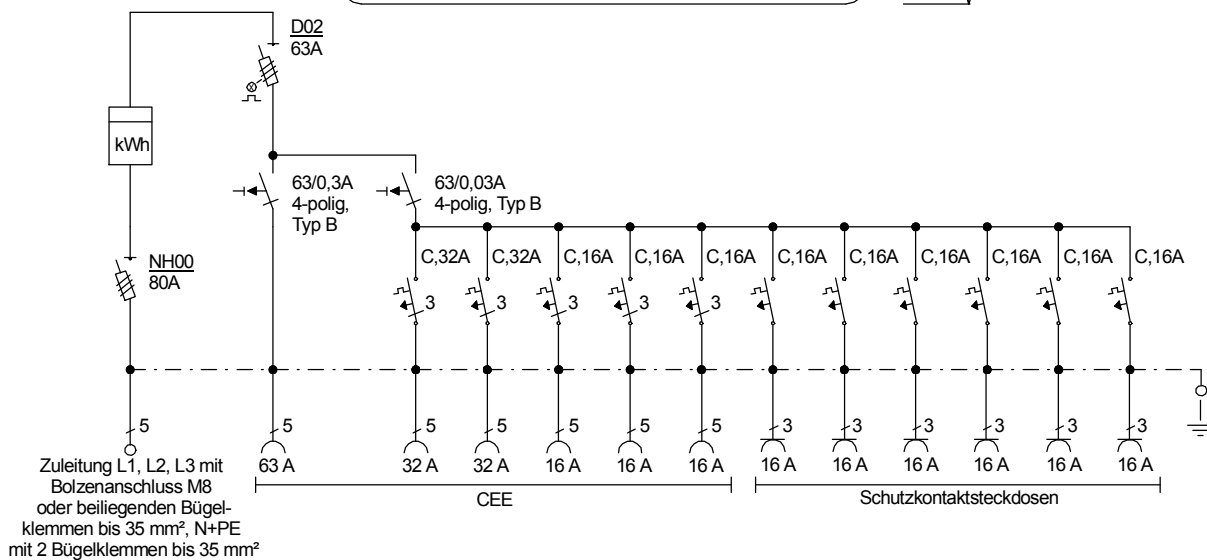 D02
63A
kWh
63/0,3A
4-polig,
Typ B
63/0,03A
4-polig, Typ B
NH00
80A
C,32A C,32A C,16A C,16A C,16A C,16A C,16A C,16A C,16A C,16A C,16A
3 3 3 3 3
5 5 5 5 5 5 5 3 3 3 3 3 3
63 A 32 A 32 A 16 A 16 A 16 A 16 A 16 A 16 A 16 A 16 A 16 A
CEE
Schutzkontaktsteckdosen
Zuleitung L1, L2, L3 mit
Bolzenanschluss M8
oder beiliegenden Bügel-
klemmen bis 35 mm², N+PE
mit 2 Bügelklemmen bis 35 mm²